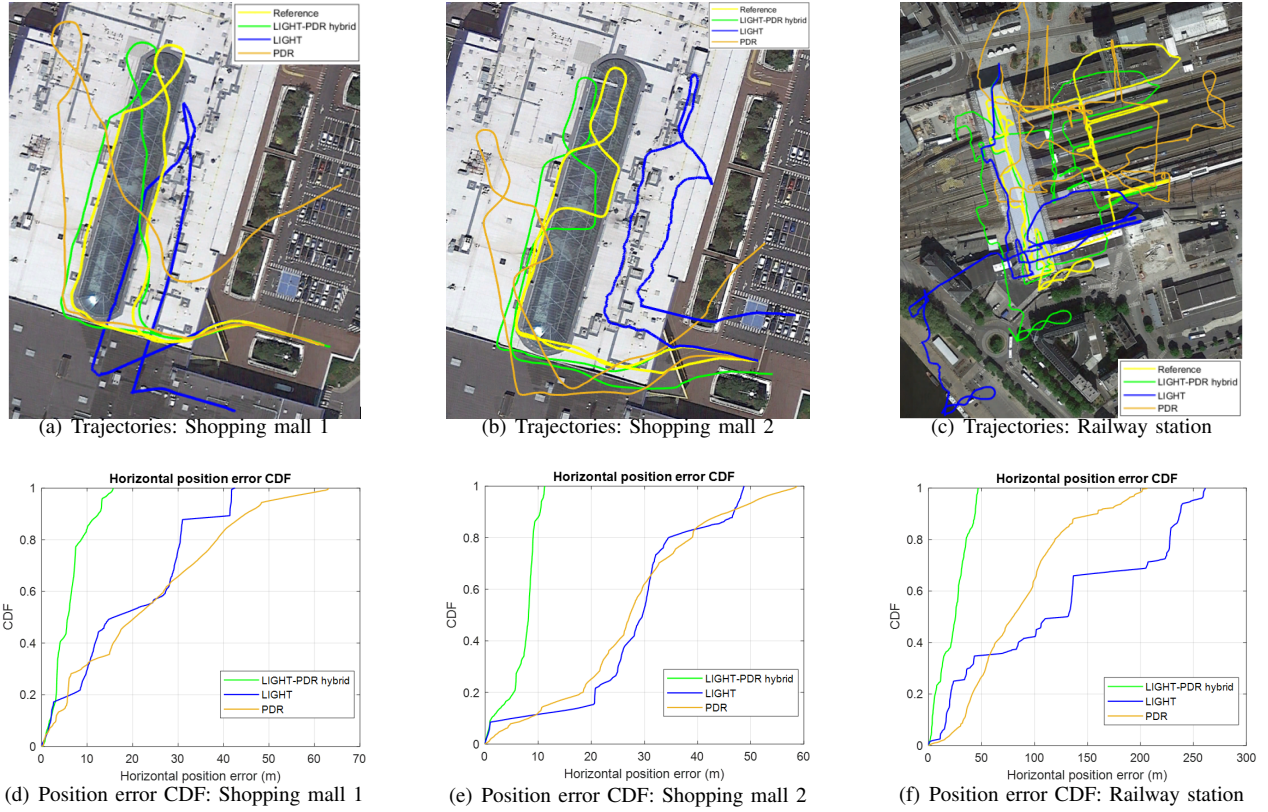 Reference
LIGHT-PDR hybrid
LIGHT
PDR
(a) Trajectories: Shopping mall 1
Reference
LIGHT-PDR hybrid
LIGHT
PDR
(b) Trajectories: Shopping mall 2
Reference
LIGHT-PDR hybrid
LIGHT
PDR
(c) Trajectories: Railway station
Horizontal position error CDF
1
0.8
0.6
0.4
0.2
0
CDF
LIGHT-PDR hybrid
LIGHT
PDR
0 10 20 30 40 50 60 70
Horizontal position error (m)
(d) Position error CDF: Shopping mall 1
Horizontal position error CDF
1
0.8
0.6
0.4
0.2
0
CDF
LIGHT-PDR hybrid
LIGHT
PDR
0 10 20 30 40 50 60
Horizontal position error (m)
(e) Position error CDF: Shopping mall 2
Horizontal position error CDF
1
0.8
0.6
0.4
0.2
0
CDF
LIGHT-PDR hybrid
LIGHT
PDR
0 50 100 150 200 250 300
Horizontal position error (m)
(f) Position error CDF: Railway station